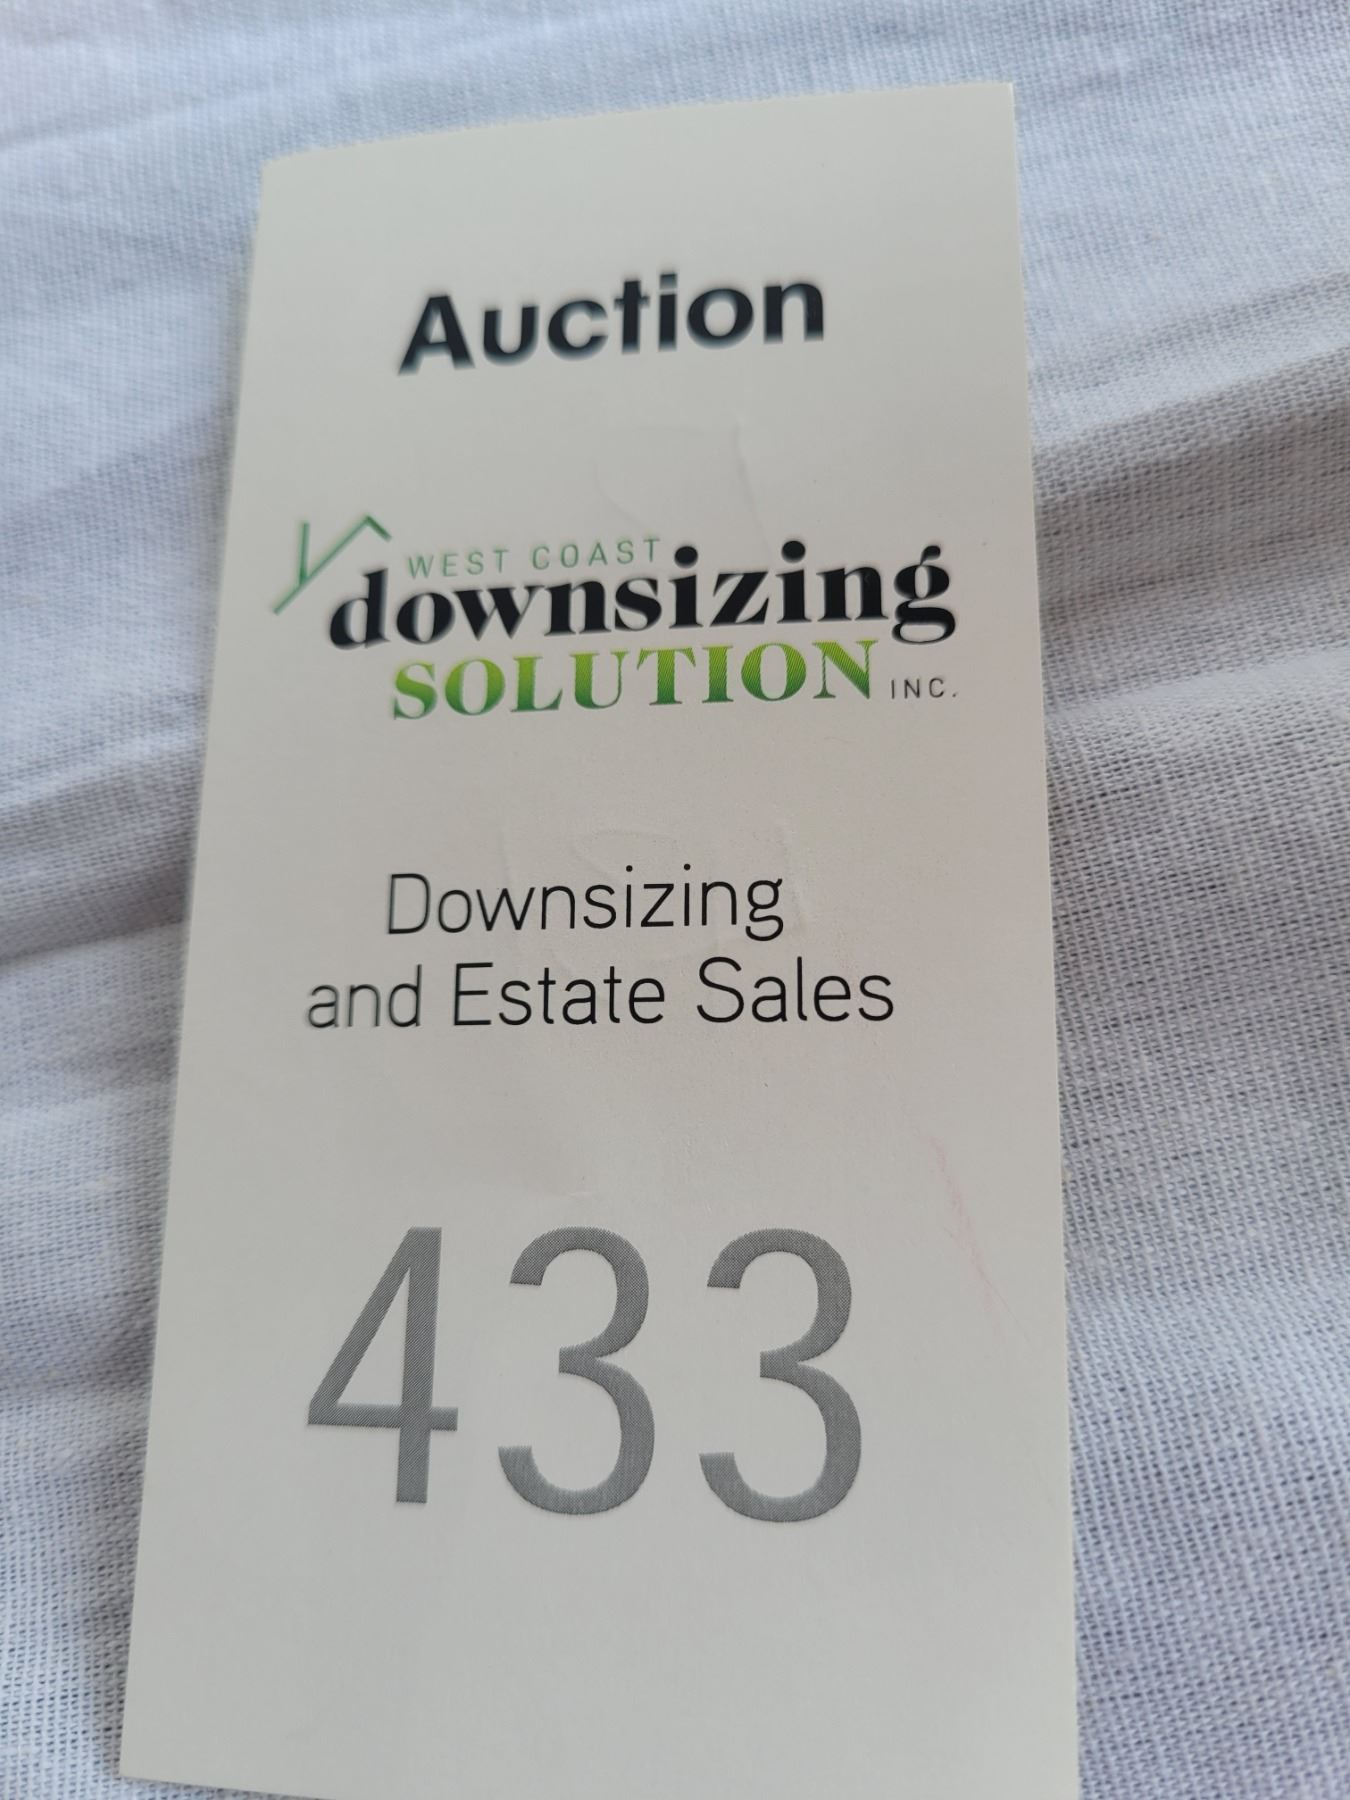 Auction
WEST COAST
downsizing
SOLUTION INC.
Downsizing
and Estate Sales
433